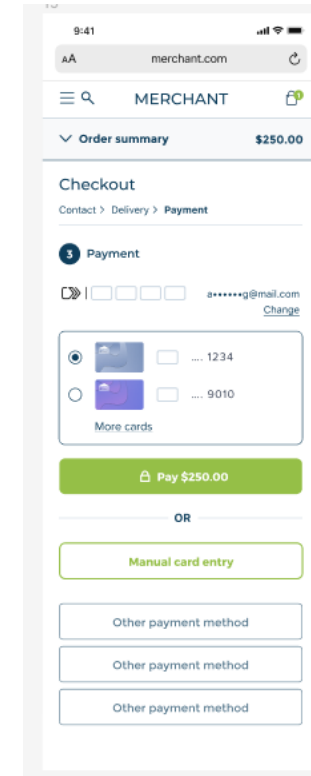 9:41
AA merchant.com
MERCHANT 1
Order summary $250.00
Checkout
Contact > Delivery > Payment
3 Payment
a••••••g@mail.com
Change
.... 1234
.... 9010
More cards
Pay $250.00
OR
Manual card entry
Other payment method
Other payment method
Other payment method